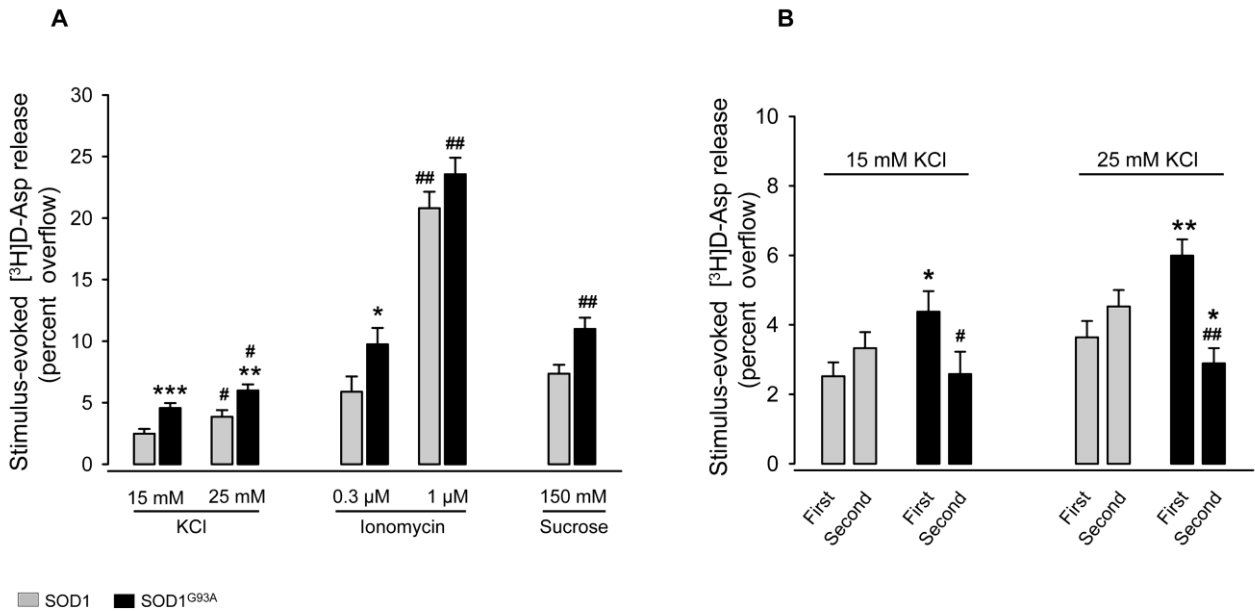 A
Stimulus-evoked [³H]D-Asp release
(percent overflow)
30
25
20
15
10
5
0
***
#
#
**
*
##
##
##
15 mM 25 mM 0.3 µM 1 µM 150 mM
KCl Ionomycin Sucrose
SOD1 SOD1ᴳ⁹³ᴬ
B
Stimulus-evoked [³H]D-Asp release
(percent overflow)
10
8
6
4
2
0
15 mM KCl 25 mM KCl
*
#
**
*
##
First Second First Second First Second First Second